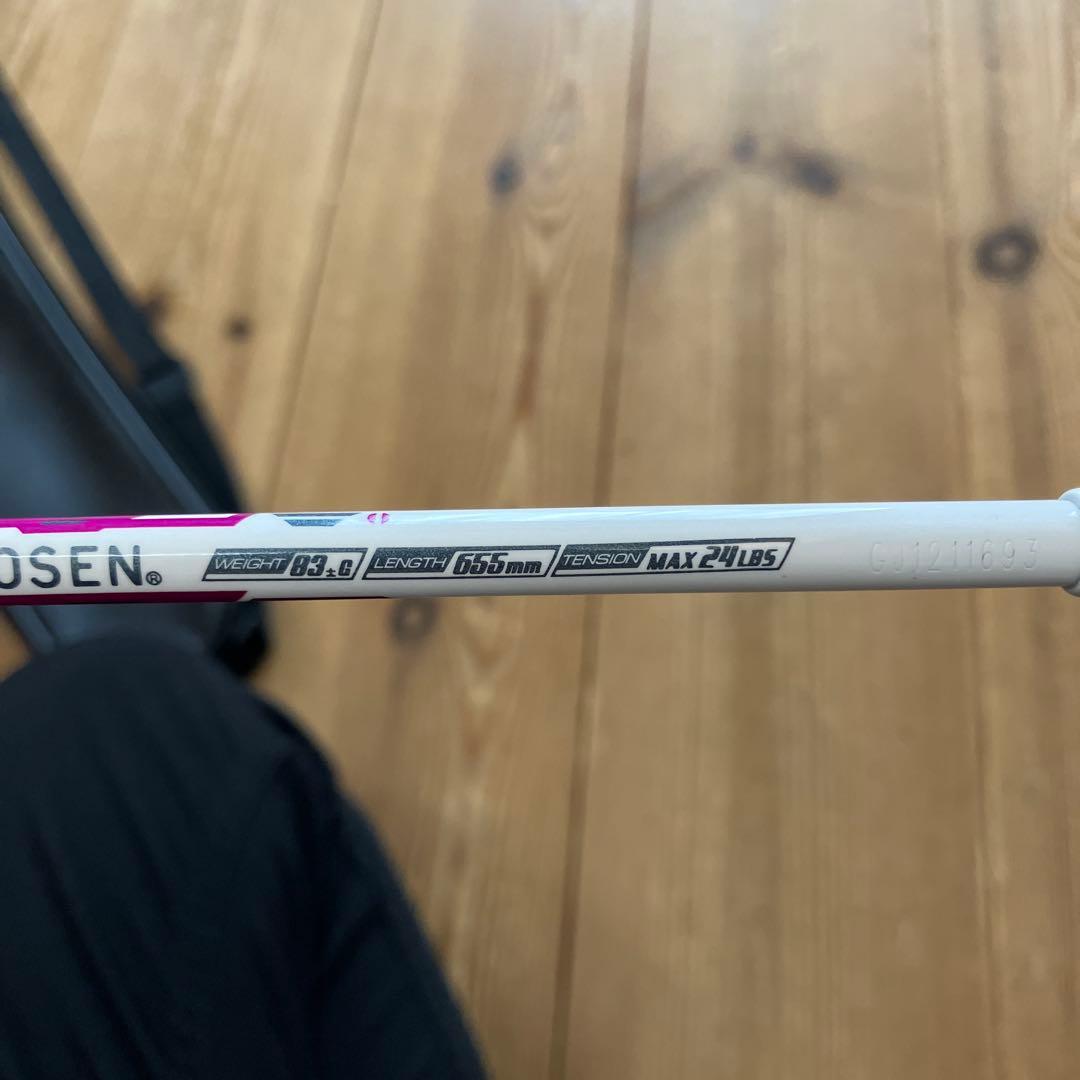 OSEN®
WEIGHT 83±G LENGTH 655mm TENSION MAX 24LBS
GJ1211693